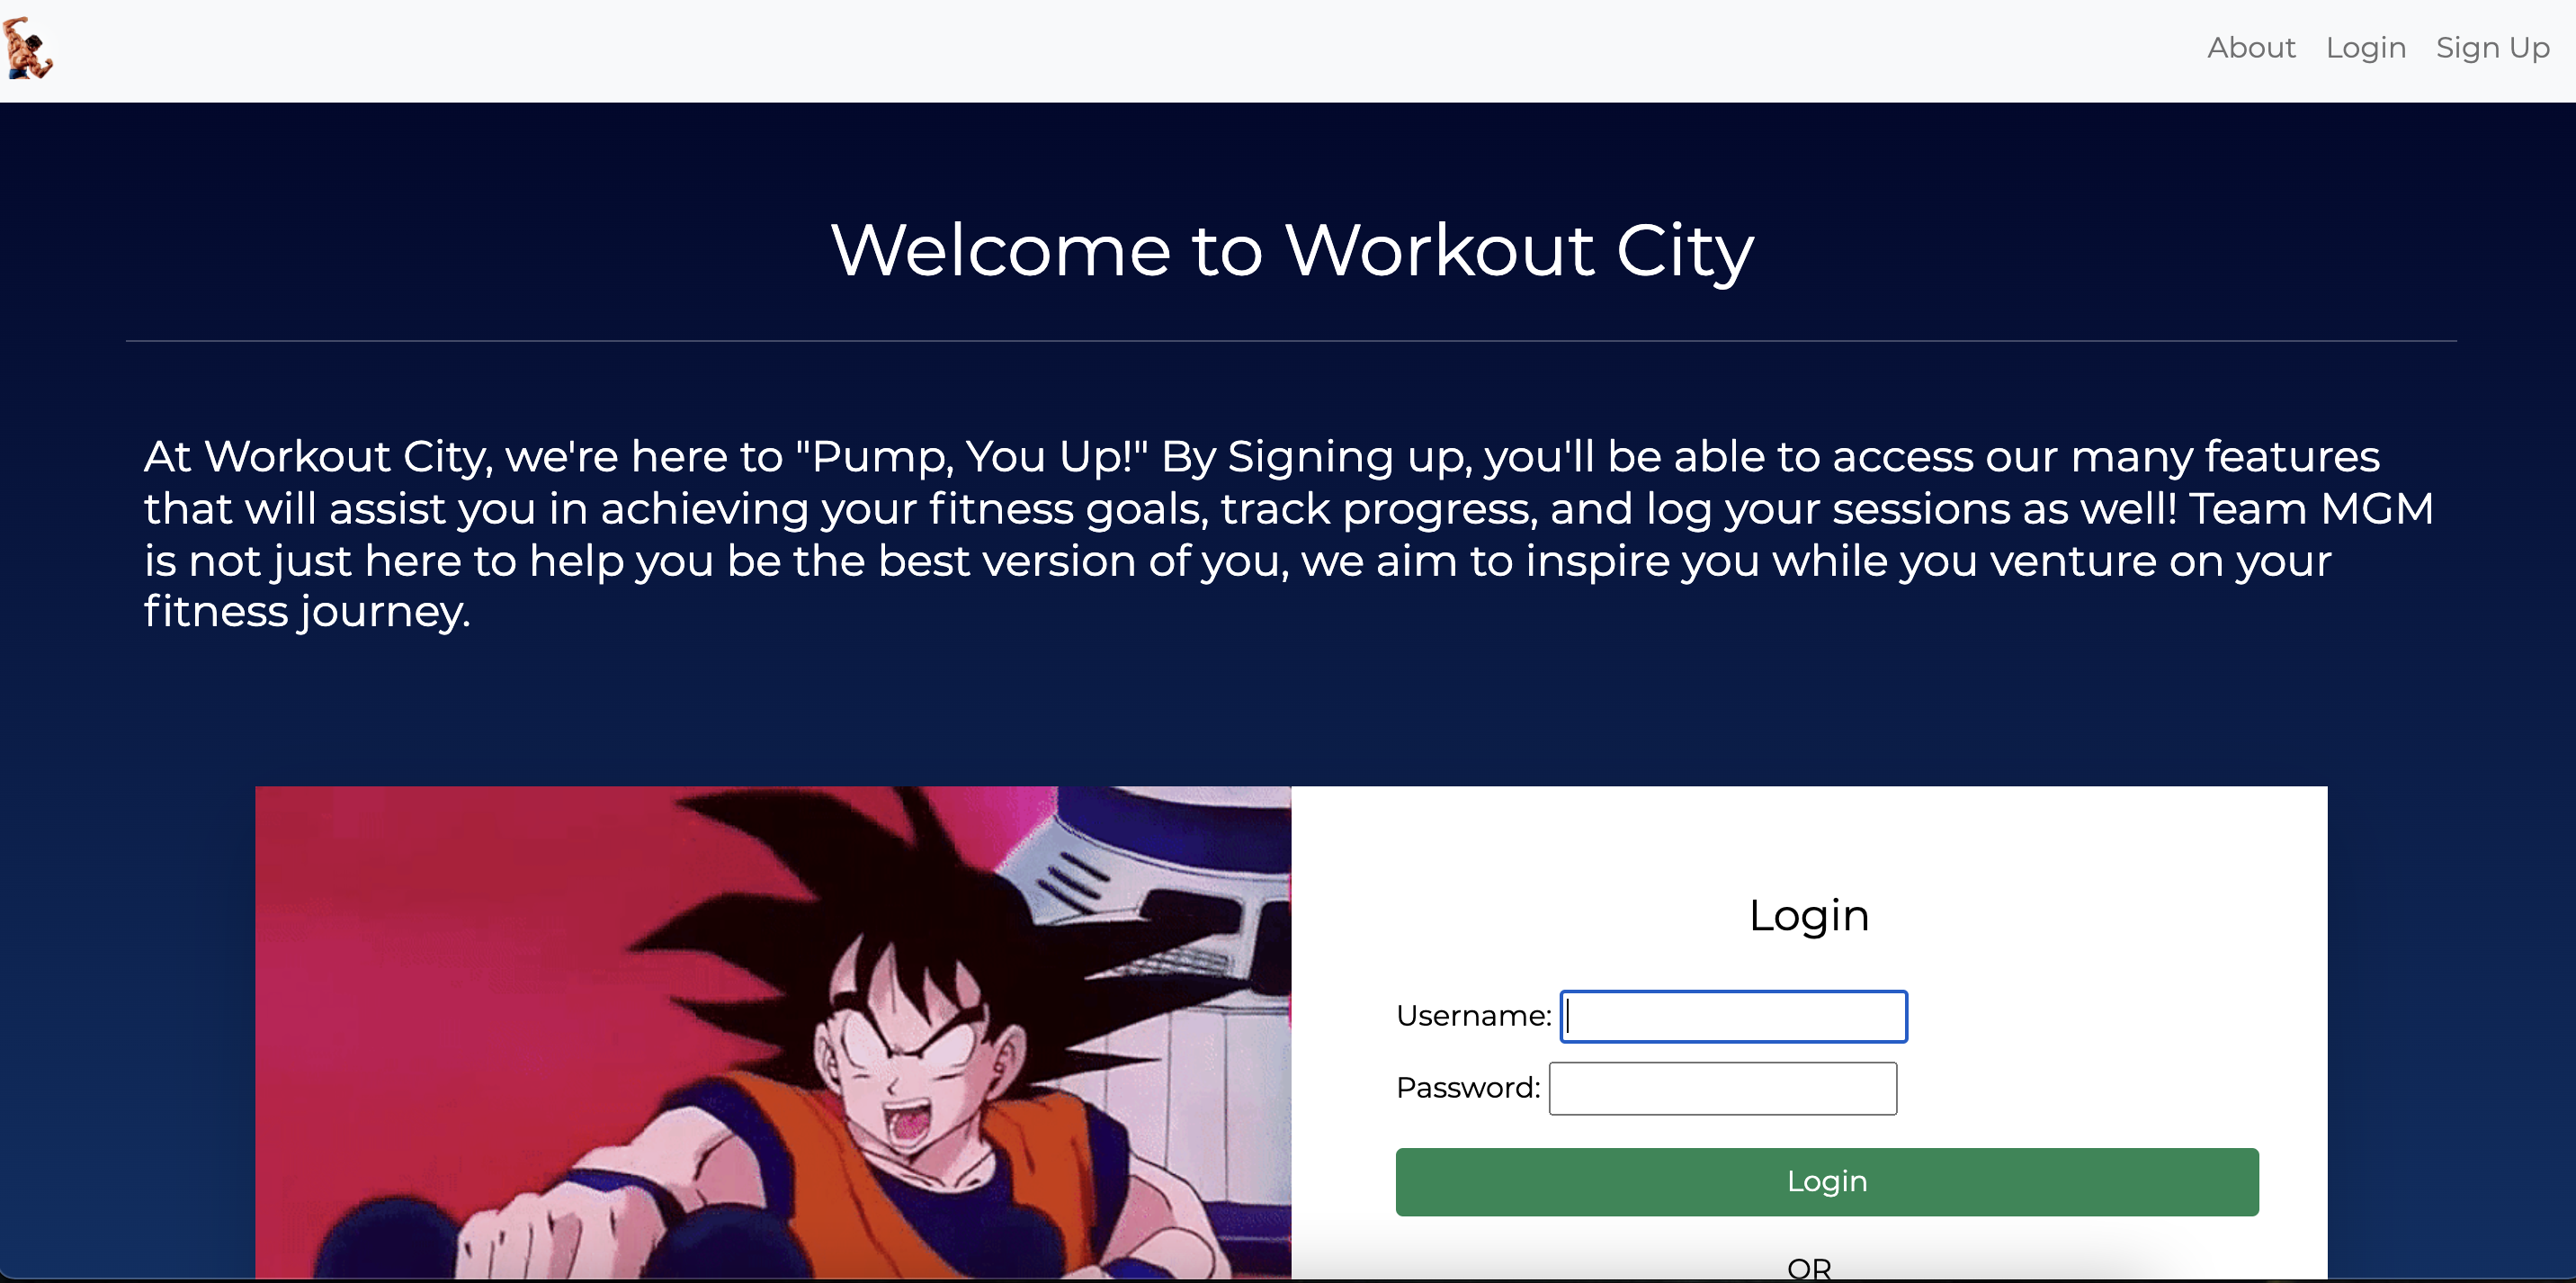 About Login Sign Up
Welcome to Workout City
At Workout City, we're here to "Pump, You Up!" By Signing up, you'll be able to access our many features
that will assist you in achieving your fitness goals, track progress, and log your sessions as well! Team MGM
is not just here to help you be the best version of you, we aim to inspire you while you venture on your
fitness journey.
Login
Username:
Password:
Login
OR